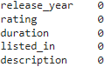 release_year 0
rating 0
duration 0
listed_in 0
description 0